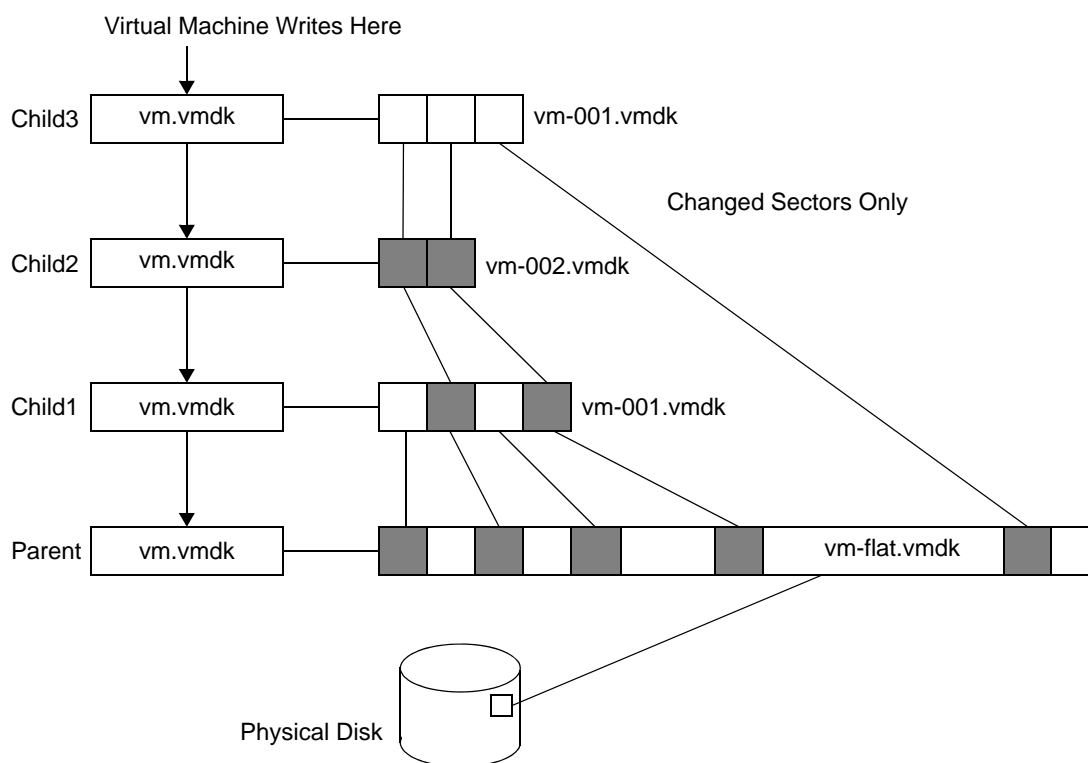 Virtual Machine Writes Here
Child3
vm.vmdk
vm-001.vmdk
Changed Sectors Only
Child2
vm.vmdk
vm-002.vmdk
Child1
vm.vmdk
vm-001.vmdk
Parent
vm.vmdk
vm-flat.vmdk
Physical Disk